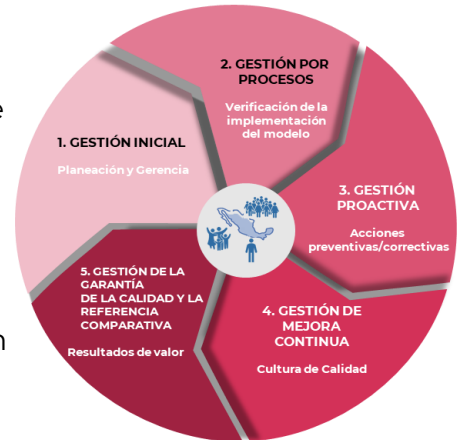 e
n
1. GESTIÓN INICIAL
Planeación y Gerencia
2. GESTIÓN POR
PROCESOS
Verificación de la
implementación
del modelo
3. GESTIÓN
PROACTIVA
Acciones
preventivas/correctivas
4. GESTIÓN DE
MEJORA
CONTINUA
Cultura de Calidad
5. GESTIÓN DE LA
GARANTÍA
DE LA CALIDAD Y LA
REFERENCIA
COMPARATIVA
Resultados de valor